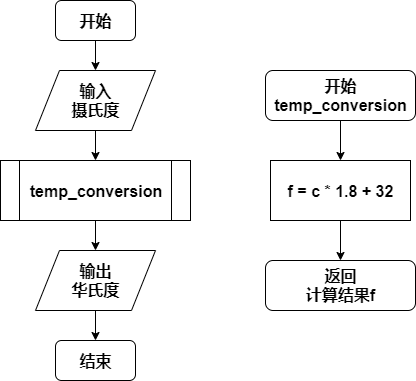 开始
输入
摄氏度
temp_conversion
输出
华氏度
结束
开始
temp_conversion
f = c * 1.8 + 32
返回
计算结果f